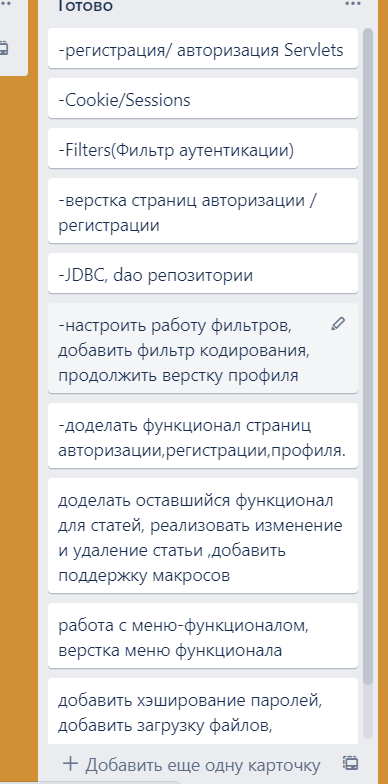 Готово
-регистрация/ авторизация Servlets
-Cookie/Sessions
-Filters(Фильтр аутентикации)
-верстка страниц авторизации /
регистрации
-JDBC, dao репозитории
-настроить работу фильтров,
добавить фильтр кодирования,
продолжить верстку профиля
-доделать функционал страниц
авторизации,регистрации,профиля.
доделать оставшийся функционал
для статей, реализовать изменение
и удаление статьи ,добавить
поддержку макросов
работа с меню-функционалом,
верстка меню функционала
добавить хэширование паролей,
добавить загрузку файлов,
+ Добавить еще одну карточку